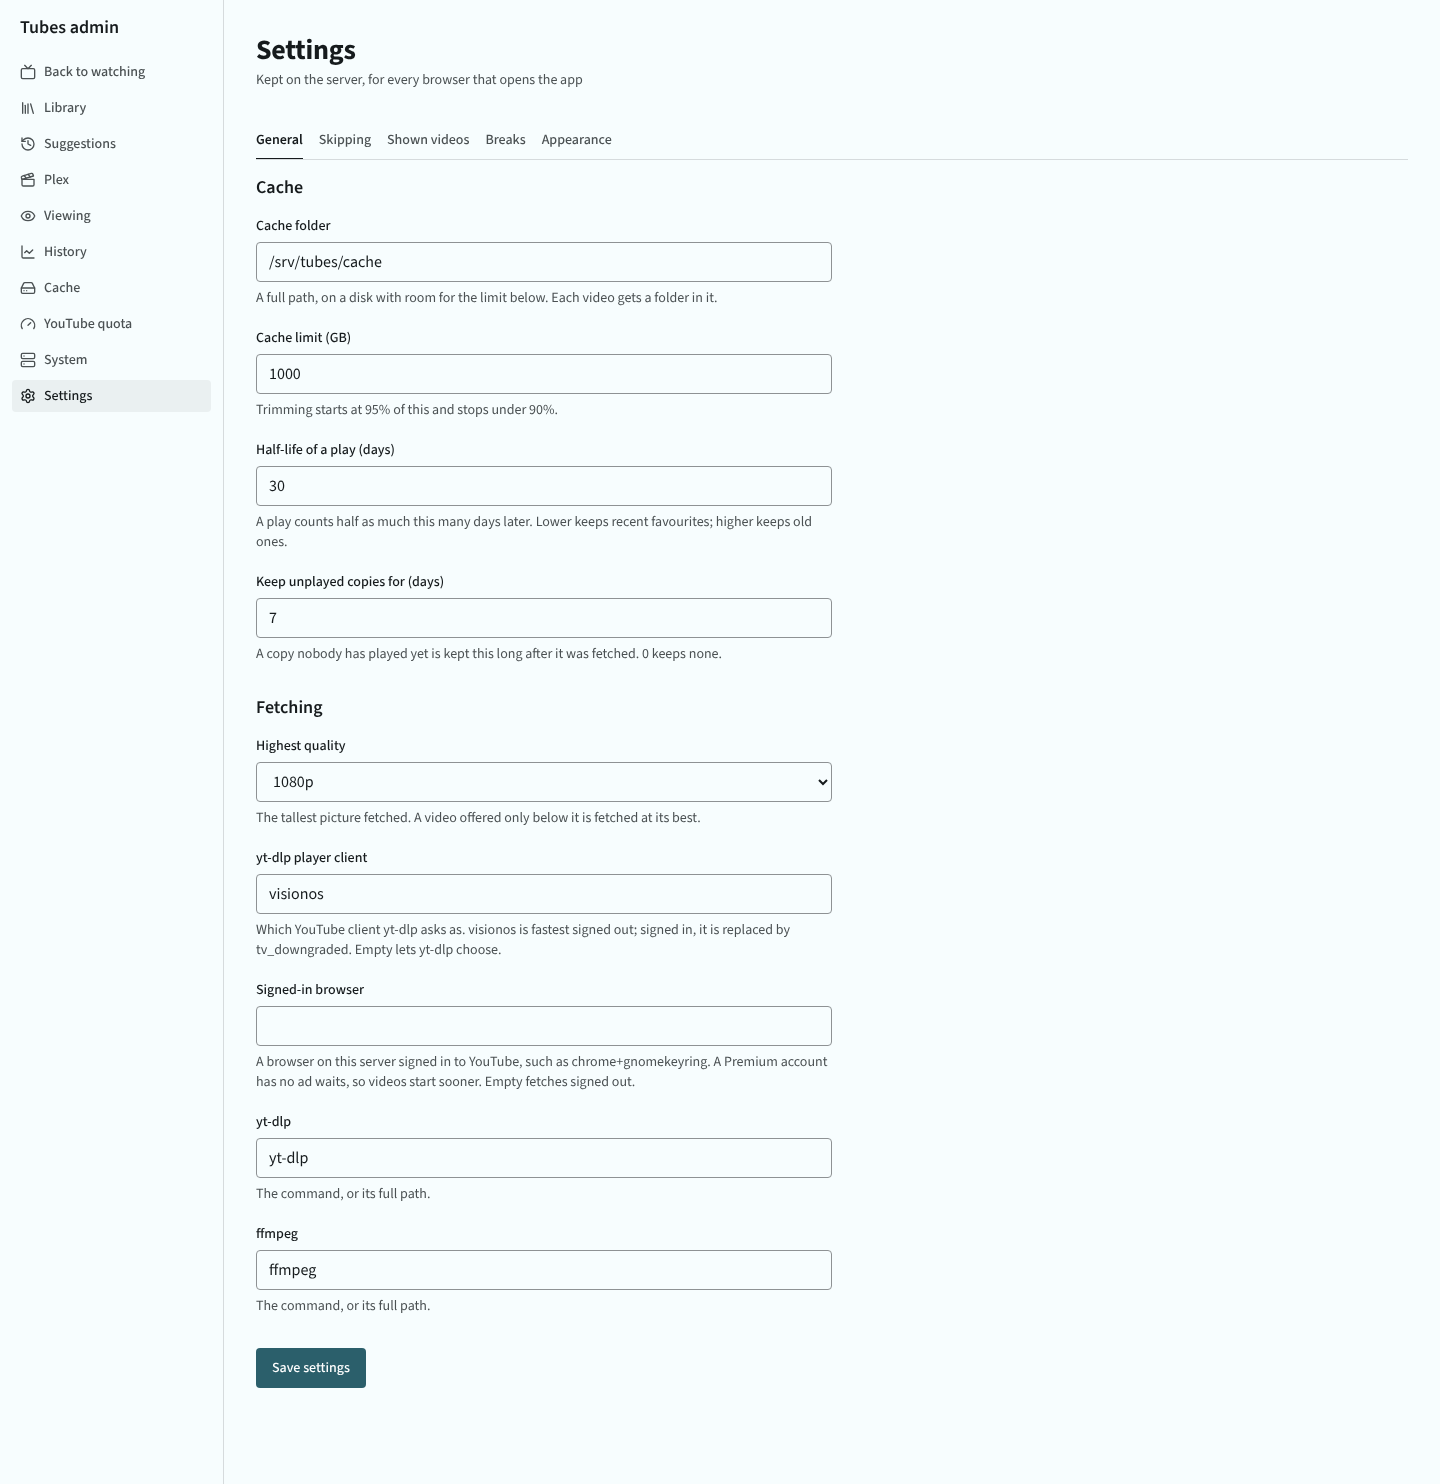 Tubes admin
Back to watching
Library
Suggestions
Plex
Viewing
History
Cache
YouTube quota
System
Settings
Settings
Kept on the server, for every browser that opens the app
General Skipping Shown videos Breaks Appearance
Cache
Cache folder
/srv/tubes/cache
A full path, on a disk with room for the limit below. Each video gets a folder in it.
Cache limit (GB)
1000
Trimming starts at 95% of this and stops under 90%.
Half-life of a play (days)
30
A play counts half as much this many days later. Lower keeps recent favourites; higher keeps old
ones.
Keep unplayed copies for (days)
7
A copy nobody has played yet is kept this long after it was fetched. 0 keeps none.
Fetching
Highest quality
1080p
The tallest picture fetched. A video offered only below it is fetched at its best.
yt-dlp player client
visionos
Which YouTube client yt-dlp asks as. visionos is fastest signed out; signed in, it is replaced by
tv_downgraded. Empty lets yt-dlp choose.
Signed-in browser
A browser on this server signed in to YouTube, such as chrome+gnomekeyring. A Premium account
has no ad waits, so videos start sooner. Empty fetches signed out.
yt-dlp
yt-dlp
The command, or its full path.
ffmpeg
ffmpeg
The command, or its full path.
Save settings